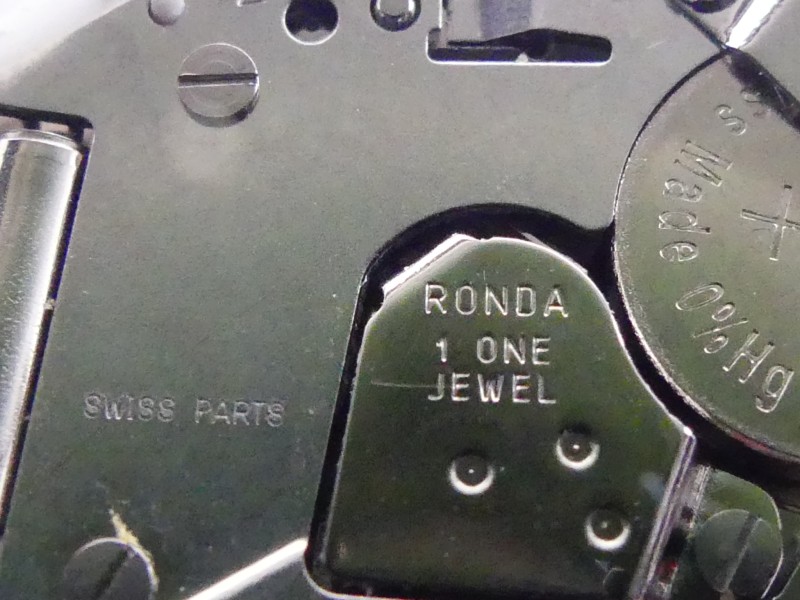 RONDA
1 ONE
JEWEL
SWISS PARTS
s Made 0%Hg
+